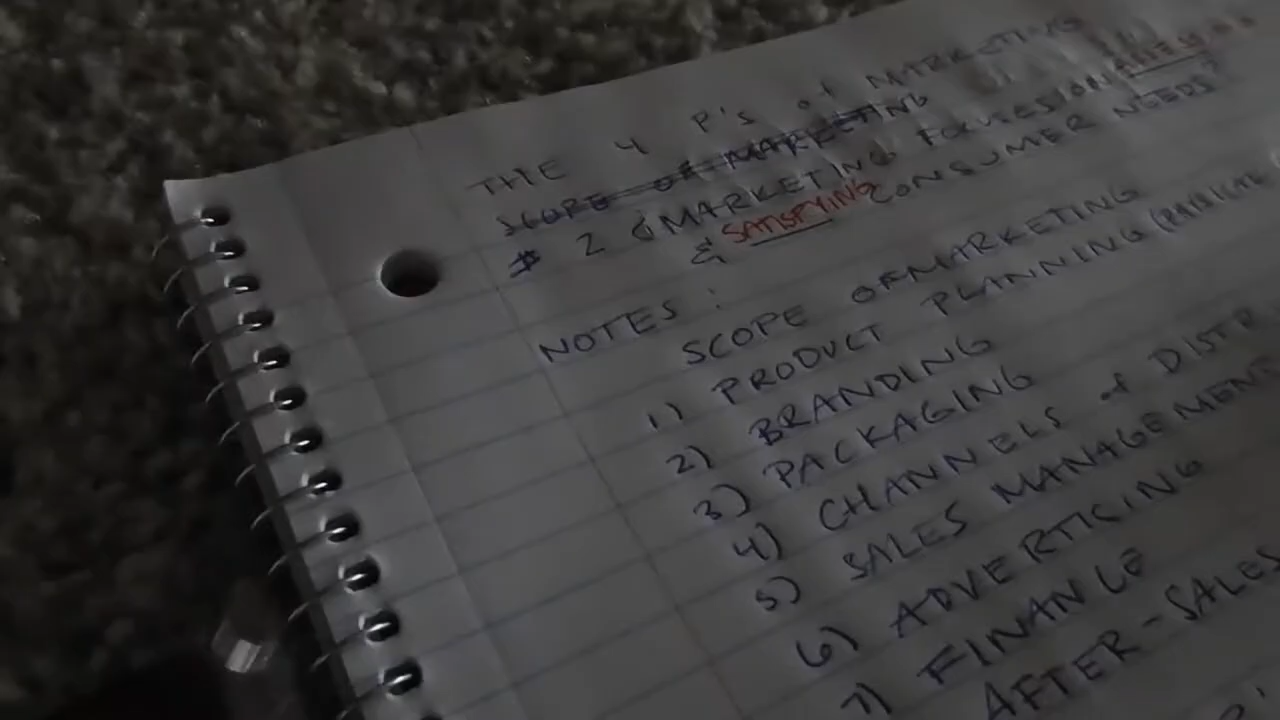 THE 4 P's of MARKETING
SCOPE OF MARKETING
# 2 MARKETING FOCUSES ON
& SATISFYING CONSUMER NEEDS
NOTES:
SCOPE OF MARKETING
1) PRODUCT PLANNING
2) BRANDING
3) PACKAGING
4) CHANNELS of DISTR
5) SALES MANAGEMENT
6) ADVERTICING
7) FINANCE
AFTER-SALES